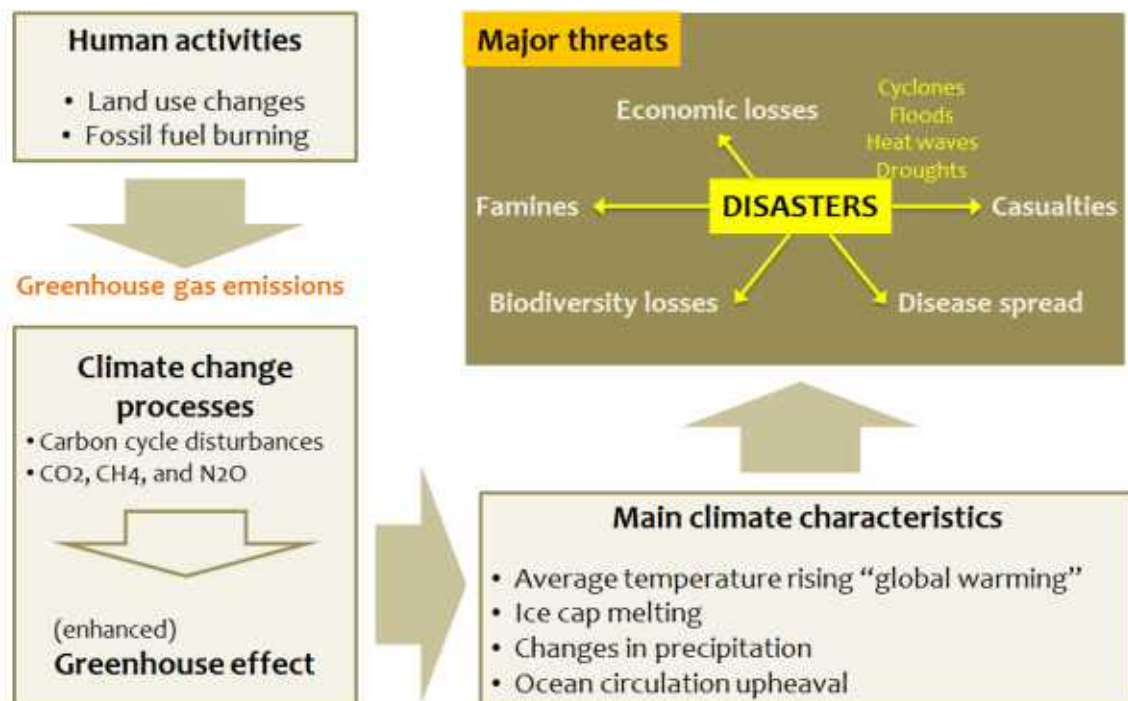 Human activities
• Land use changes
• Fossil fuel burning
Greenhouse gas emissions
Climate change
processes
• Carbon cycle disturbances
• CO2, CH4, and N2O
(enhanced)
Greenhouse effect
Main climate characteristics
• Average temperature rising “global warming”
• Ice cap melting
• Changes in precipitation
• Ocean circulation upheaval
Major threats
Cyclones
Floods
Heat waves
Droughts
Economic losses
Famines
DISASTERS
Casualties
Biodiversity losses
Disease spread